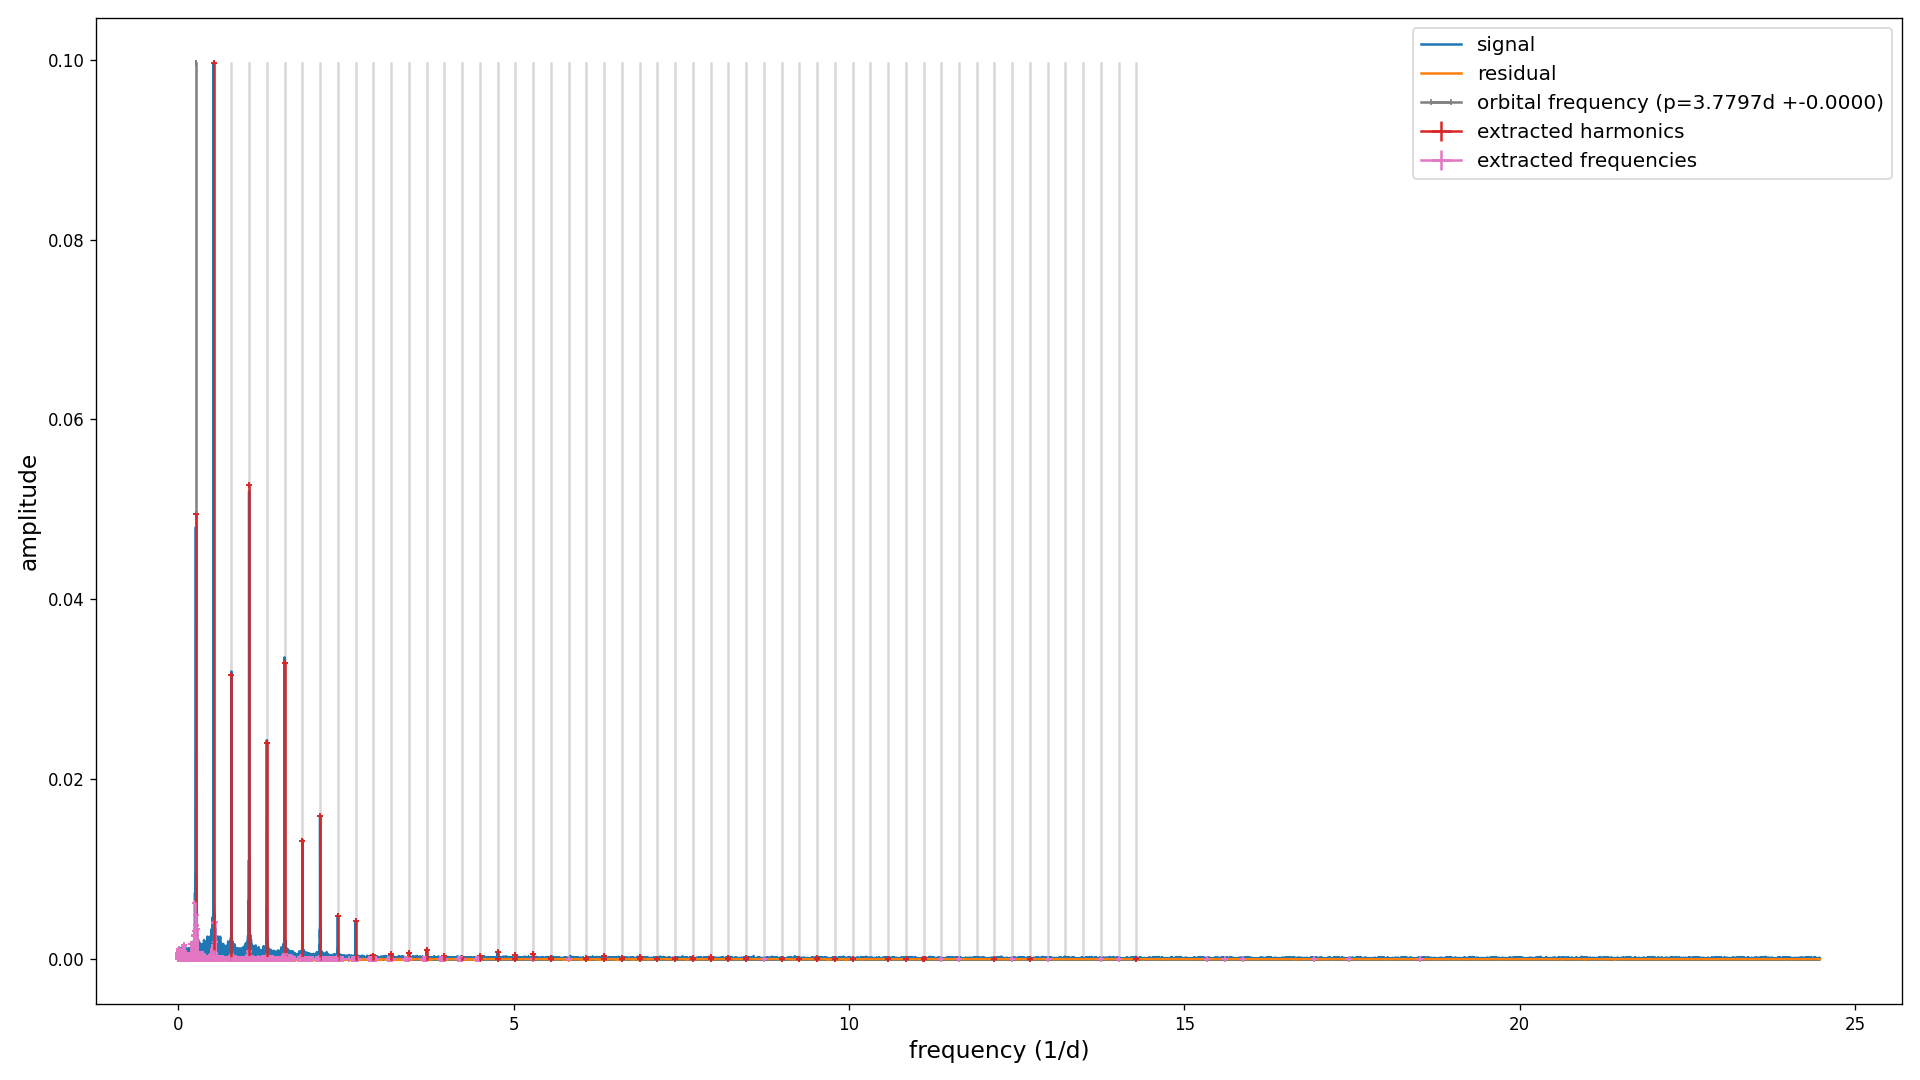 signal
residual
orbital frequency (p=3.7797d +-0.0000)
extracted harmonics
extracted frequencies
0.10
0.08
0.06
0.04
0.02
0.00
amplitude
0 5 10 15 20 25
frequency (1/d)